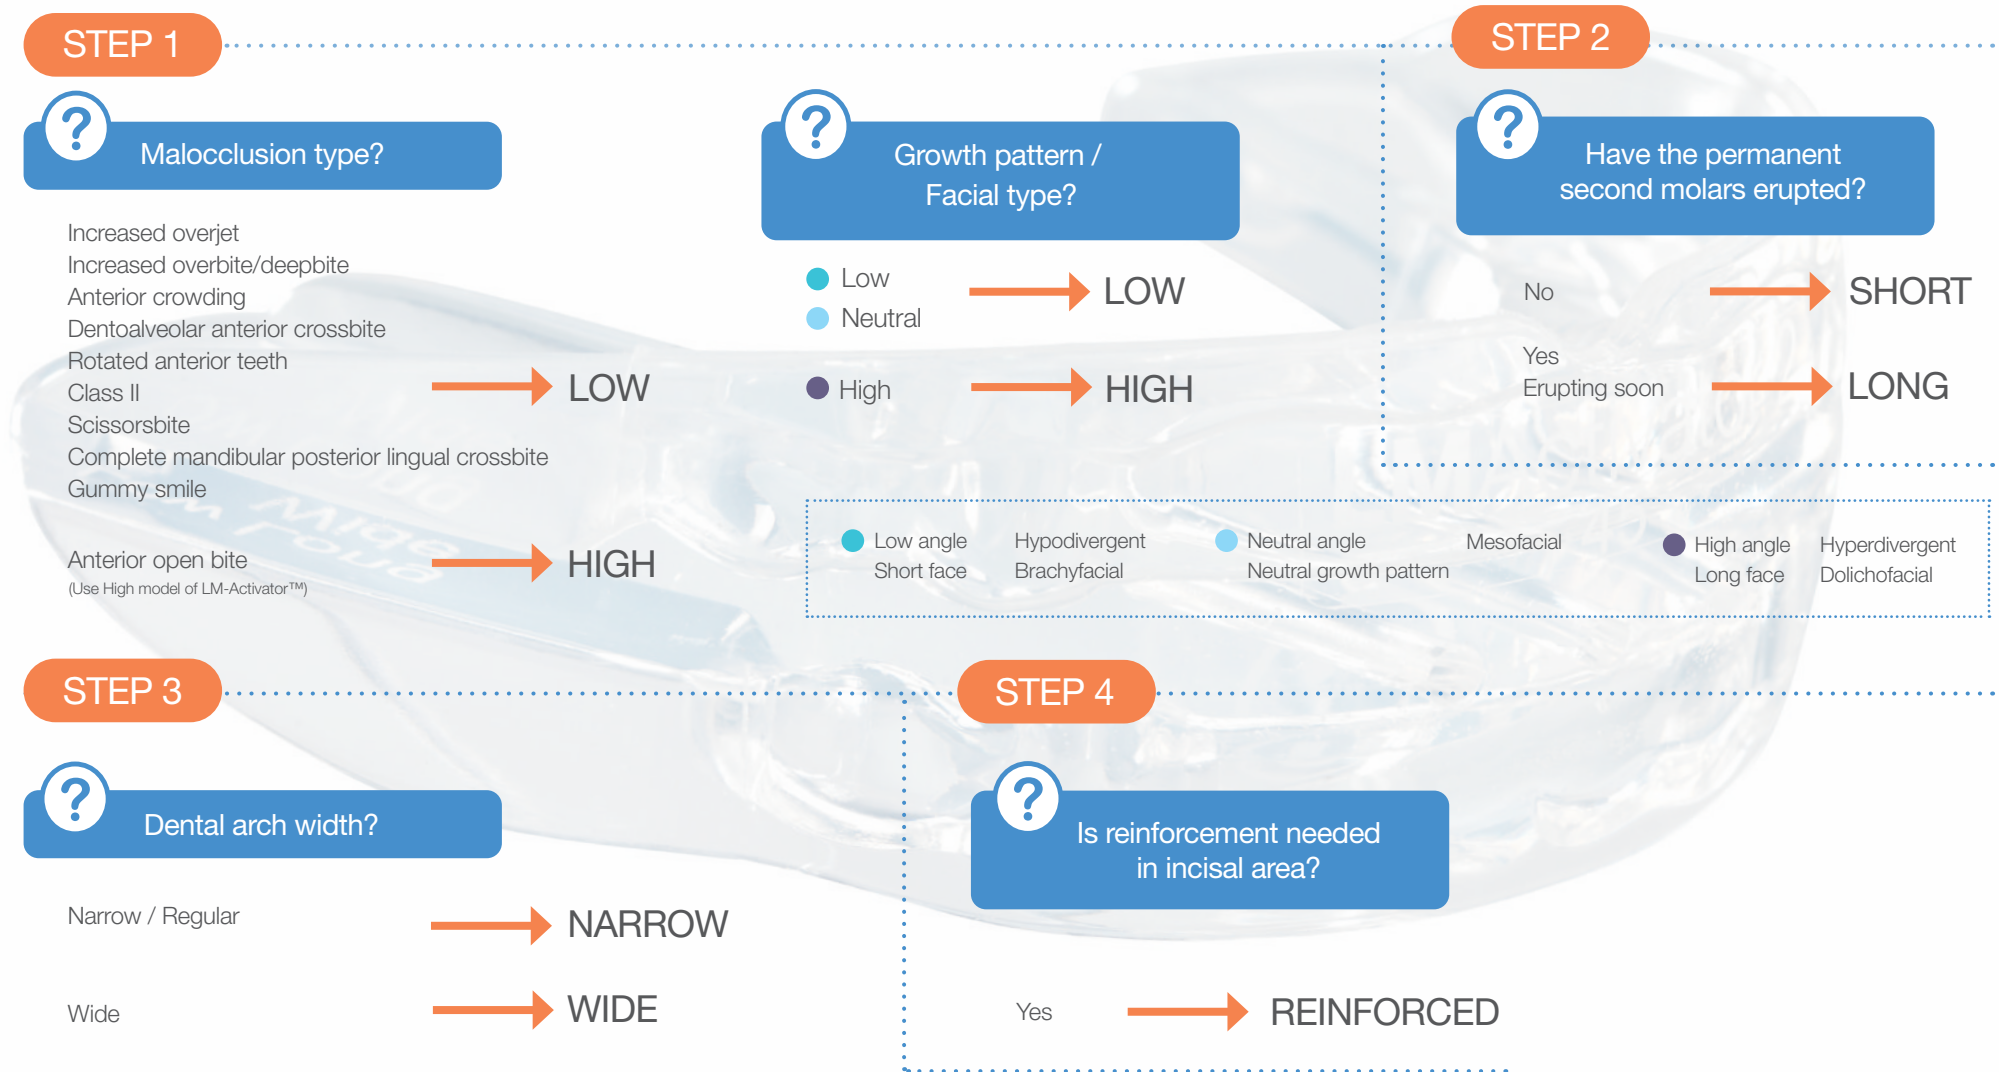 STEP 1
Malocclusion type?
Increased overjet
Increased overbite/deepbite
Anterior crowding
Dentoalveolar anterior crossbite
Rotated anterior teeth
Class II
Scissorsbite
Complete mandibular posterior lingual crossbite
Gummy smile
LOW
Anterior open bite
(Use High model of LM-Activator™)
HIGH
Growth pattern /
Facial type?
Low
Neutral
LOW
High
HIGH
STEP 2
Have the permanent
second molars erupted?
No
SHORT
Yes
Erupting soon
LONG
Low angle
Short face
Hypodivergent
Brachyfacial
Neutral angle
Neutral growth pattern
Mesofacial
High angle
Long face
Hyperdivergent
Dolichofacial
STEP 3
Dental arch width?
Narrow / Regular
NARROW
Wide
WIDE
STEP 4
Is reinforcement needed
in incisal area?
Yes
REINFORCED